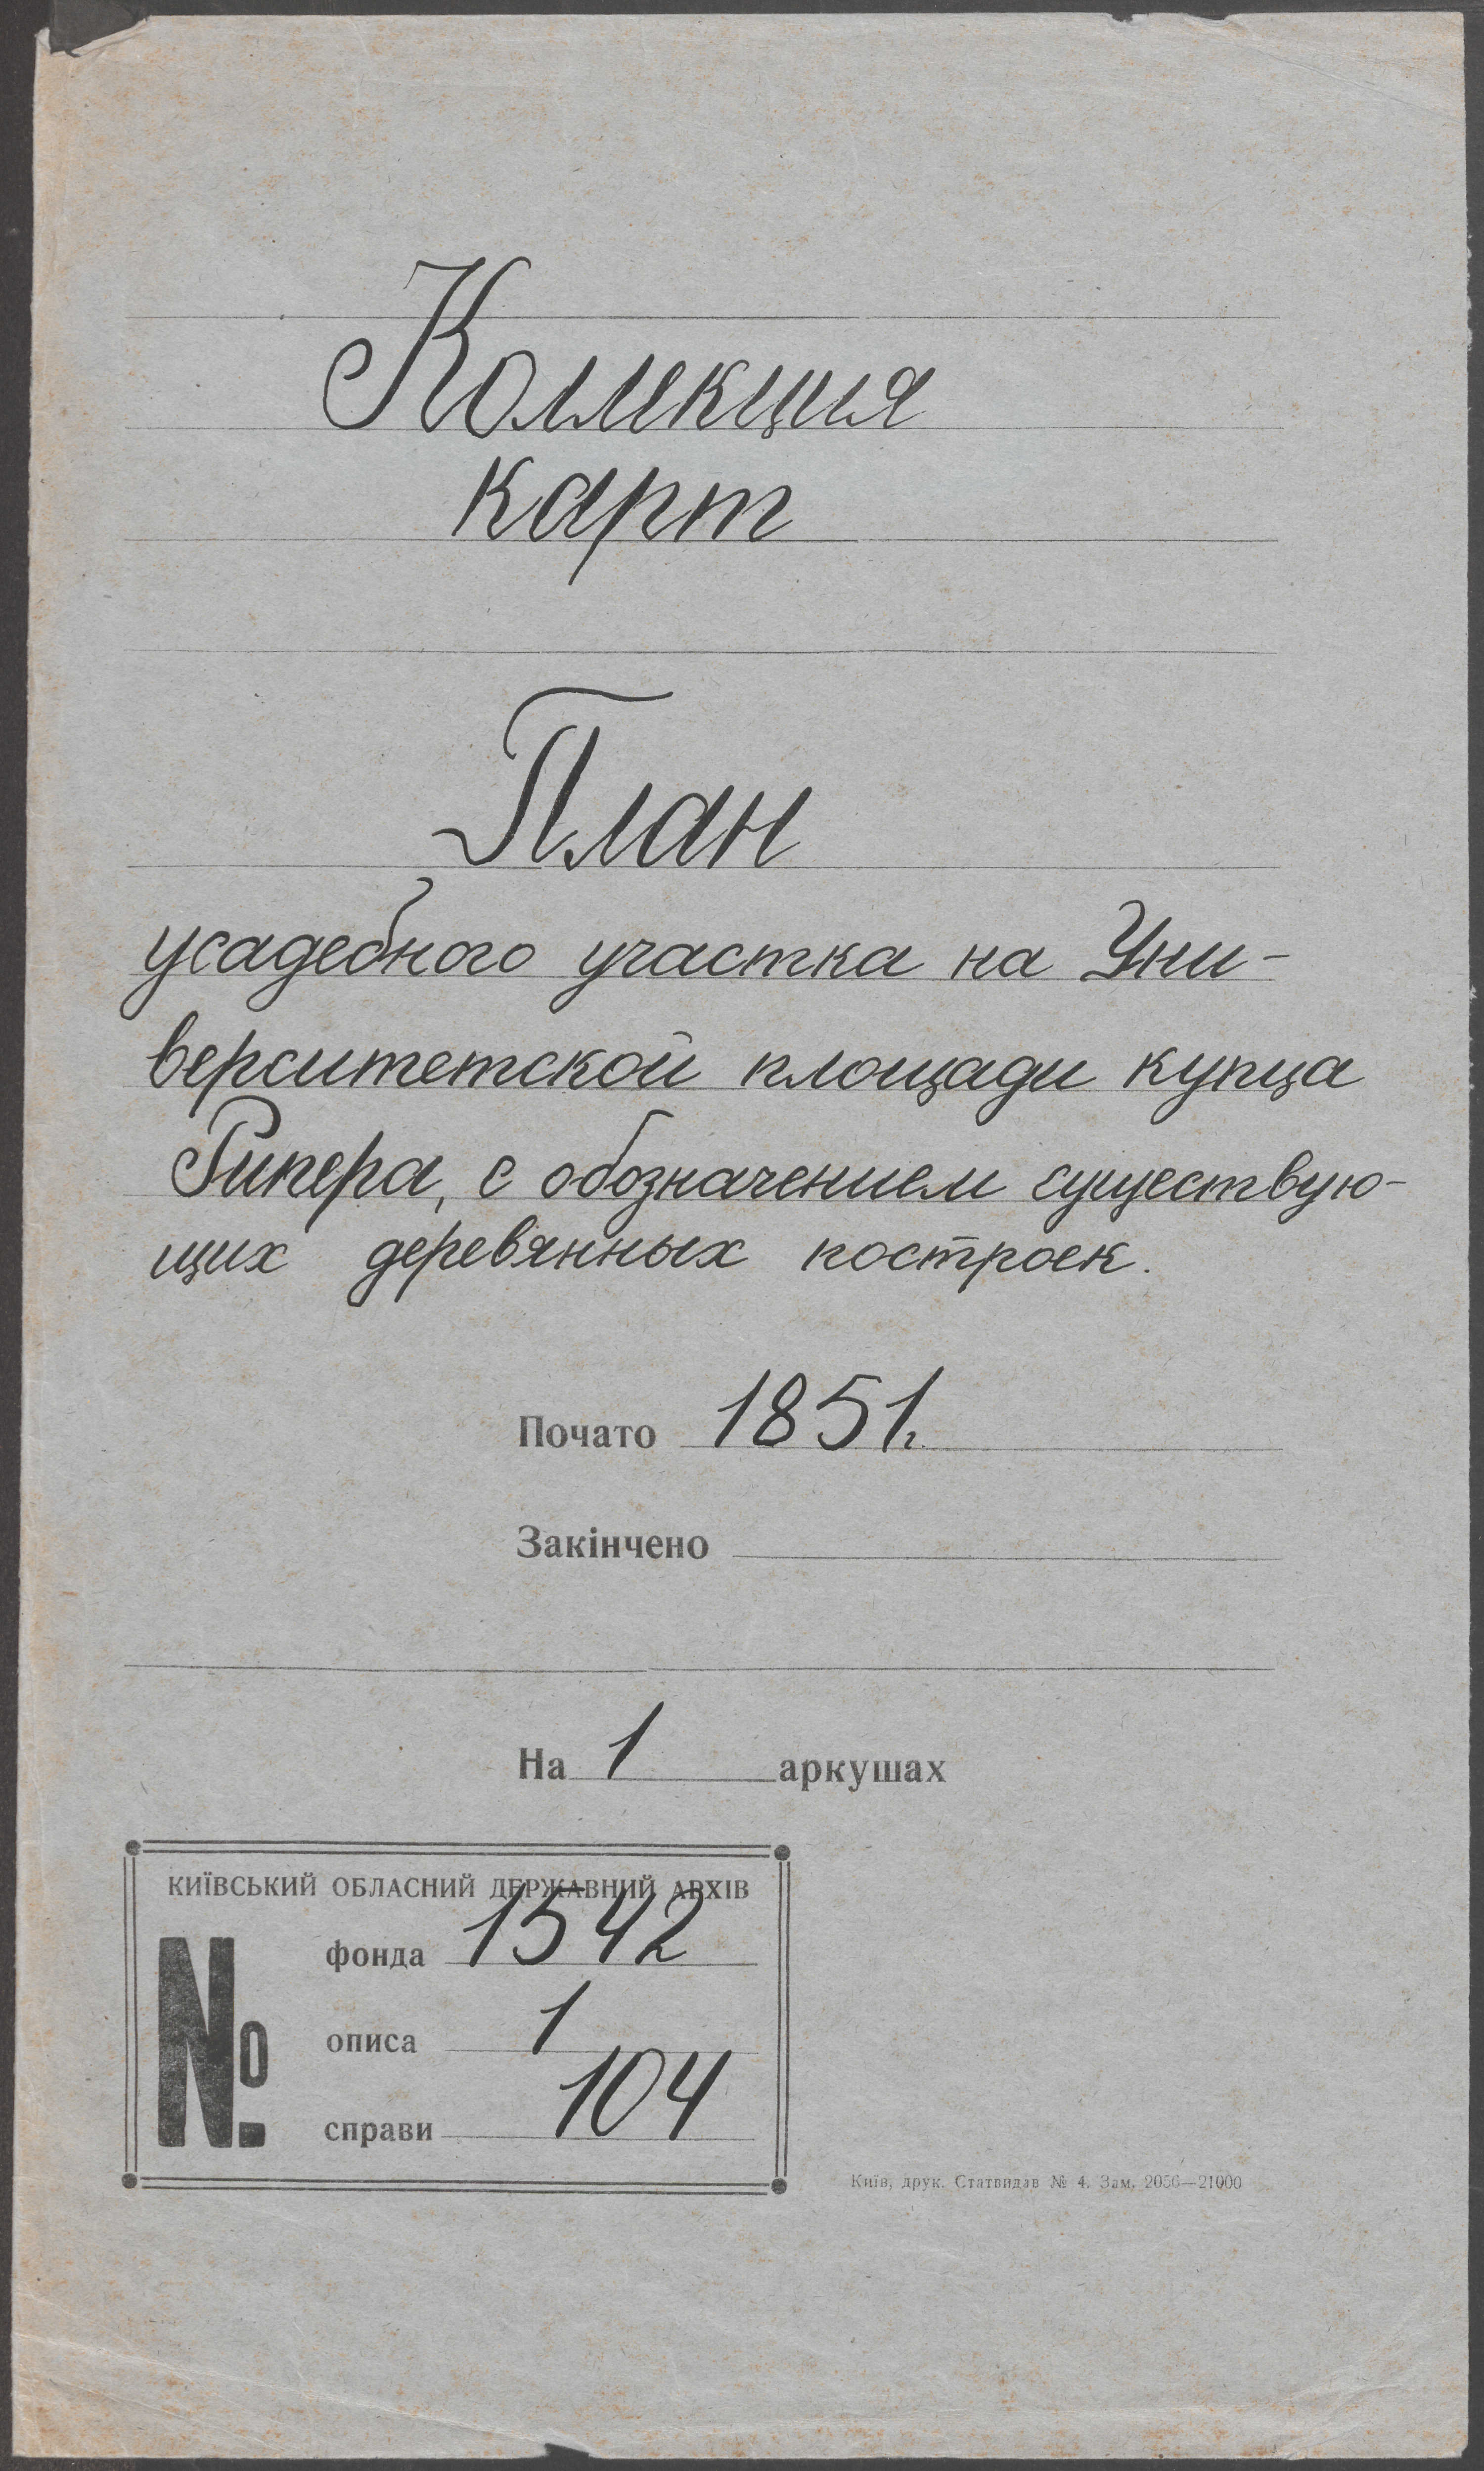 Коллекция
карт
План
усадебного участка на Уни-
верситетской площади купца
Рипера, с обозначением существую-
щих деревянных построек.
Почато 1851 г.
Закінчено
На 1 аркушах
КИЇВСЬКИЙ ОБЛАСНИЙ ДЕРЖАВНИЙ АРХІВ
№
фонда 1542
описа 1
справи 104
Київ, друк. Статвидав № 4. Зам. 2056—21000